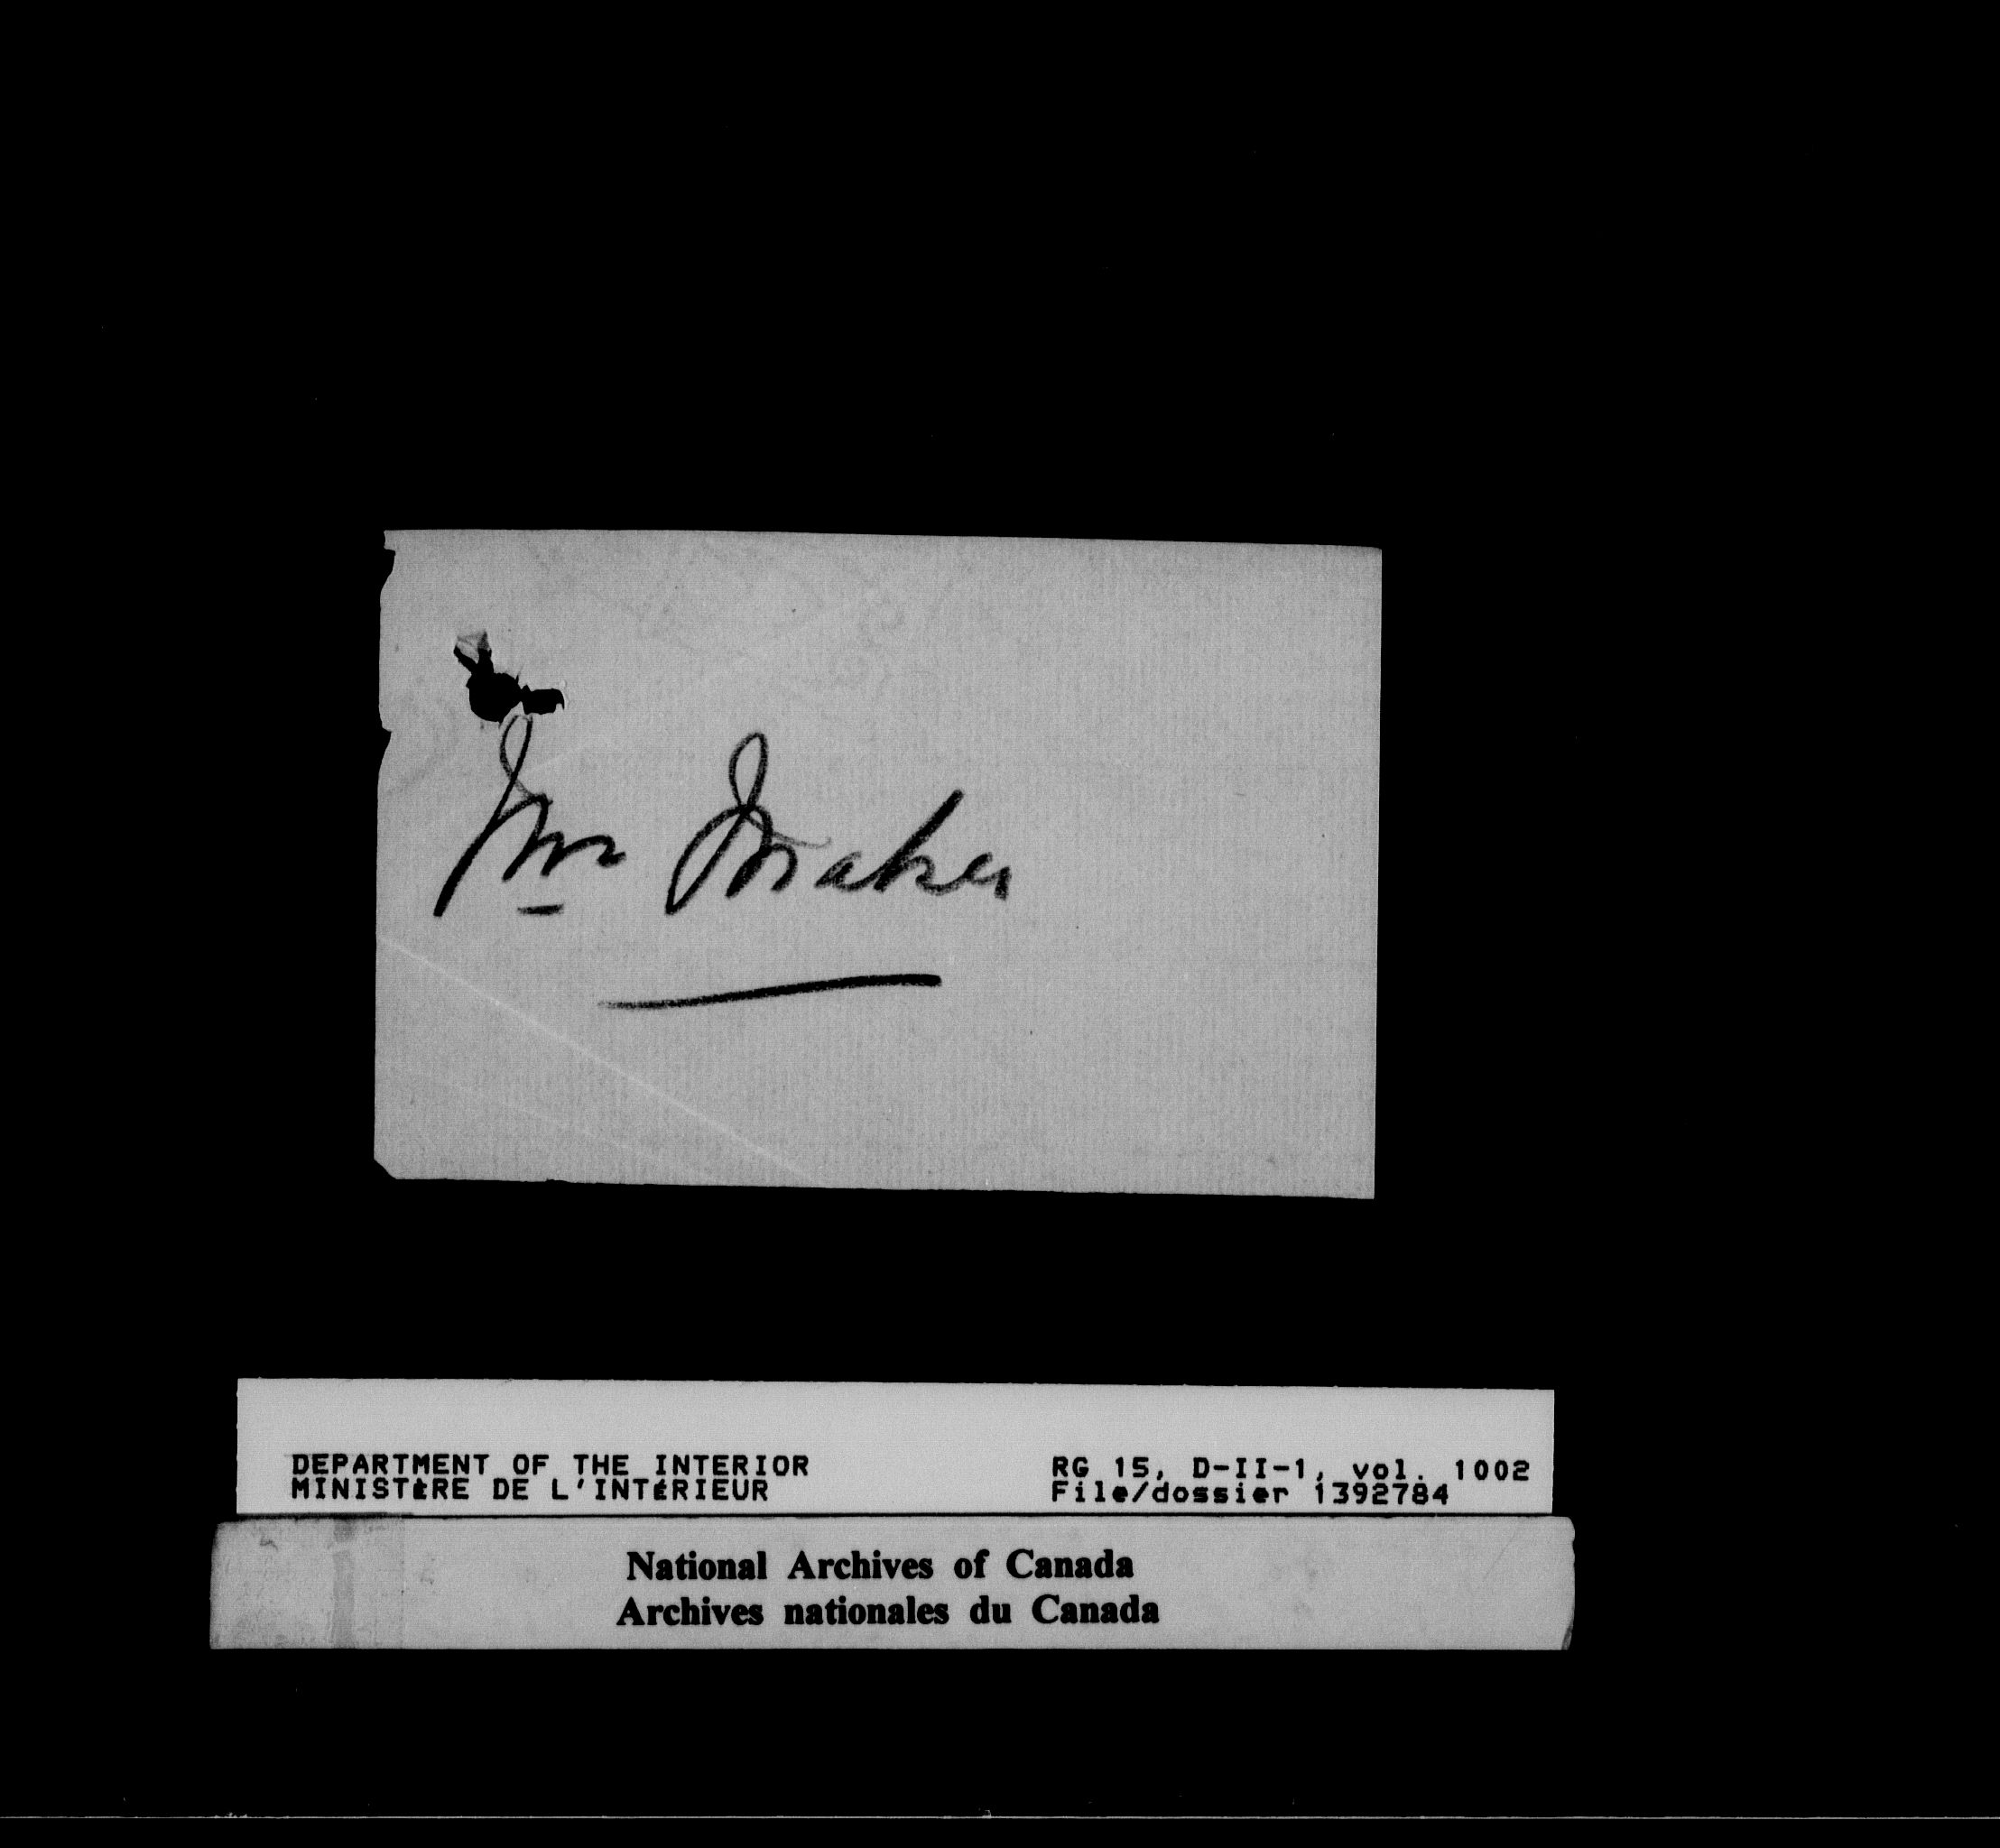 Mr Maber
DEPARTMENT OF THE INTERIOR
MINISTÈRE DE L'INTÉRIEUR
RG 15, D-II-1, vol. 1002
File/dossier 1392784
National Archives of Canada
Archives nationales du Canada